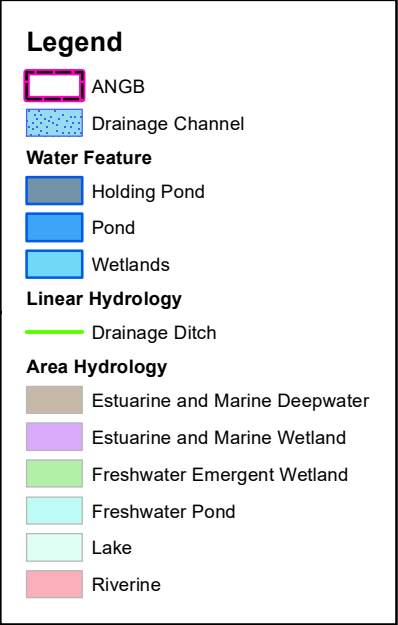 Legend
ANGB
Drainage Channel
Water Feature
Holding Pond
Pond
Wetlands
Linear Hydrology
Drainage Ditch
Area Hydrology
Estuarine and Marine Deepwater
Estuarine and Marine Wetland
Freshwater Emergent Wetland
Freshwater Pond
Lake
Riverine